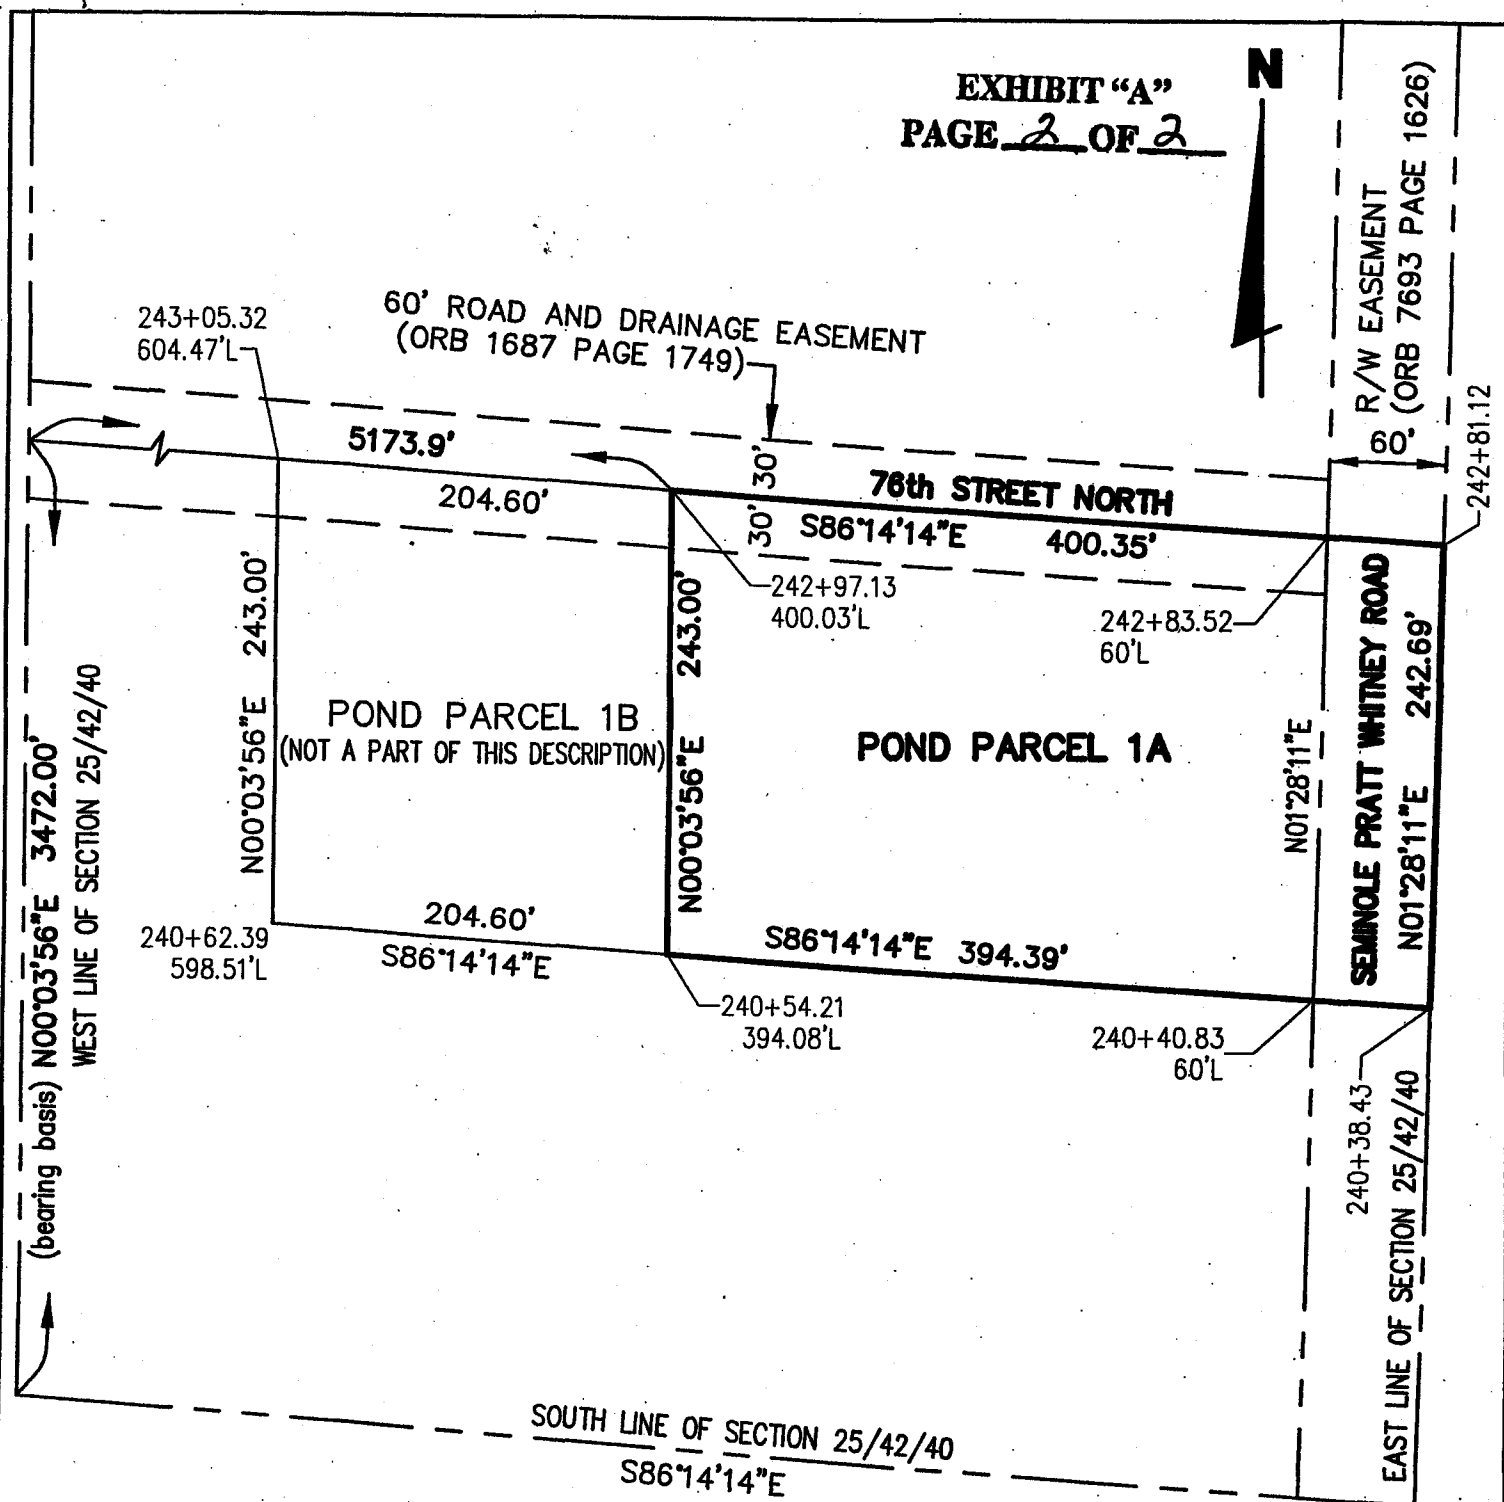 EXHIBIT “A”
PAGE 2 OF 2
N
60' R/W EASEMENT
(ORB 7693 PAGE 1626)
243+05.32
604.47'L
60' ROAD AND DRAINAGE EASEMENT
(ORB 1687 PAGE 1749)
242+81.12
5173.9'
204.60'
30'
30'
76th STREET NORTH
S86°14'14"E 400.35'
242+97.13
400.03'L
242+83.52
60'L
N00°03'56"E 243.00'
N00°03'56"E 243.00'
POND PARCEL 1B
(NOT A PART OF THIS DESCRIPTION)
POND PARCEL 1A
N01°28'11"E
SEMINOLE PRATT WHITNEY ROAD
N01°28'11"E 242.69'
(bearing basis) N00°03'56"E 3472.00'
WEST LINE OF SECTION 25/42/40
204.60'
S86°14'14"E
240+62.39
598.51'L
S86°14'14"E 394.39'
240+54.21
394.08'L
240+40.83
60'L
240+38.43
EAST LINE OF SECTION 25/42/40
SOUTH LINE OF SECTION 25/42/40
S86°14'14"E